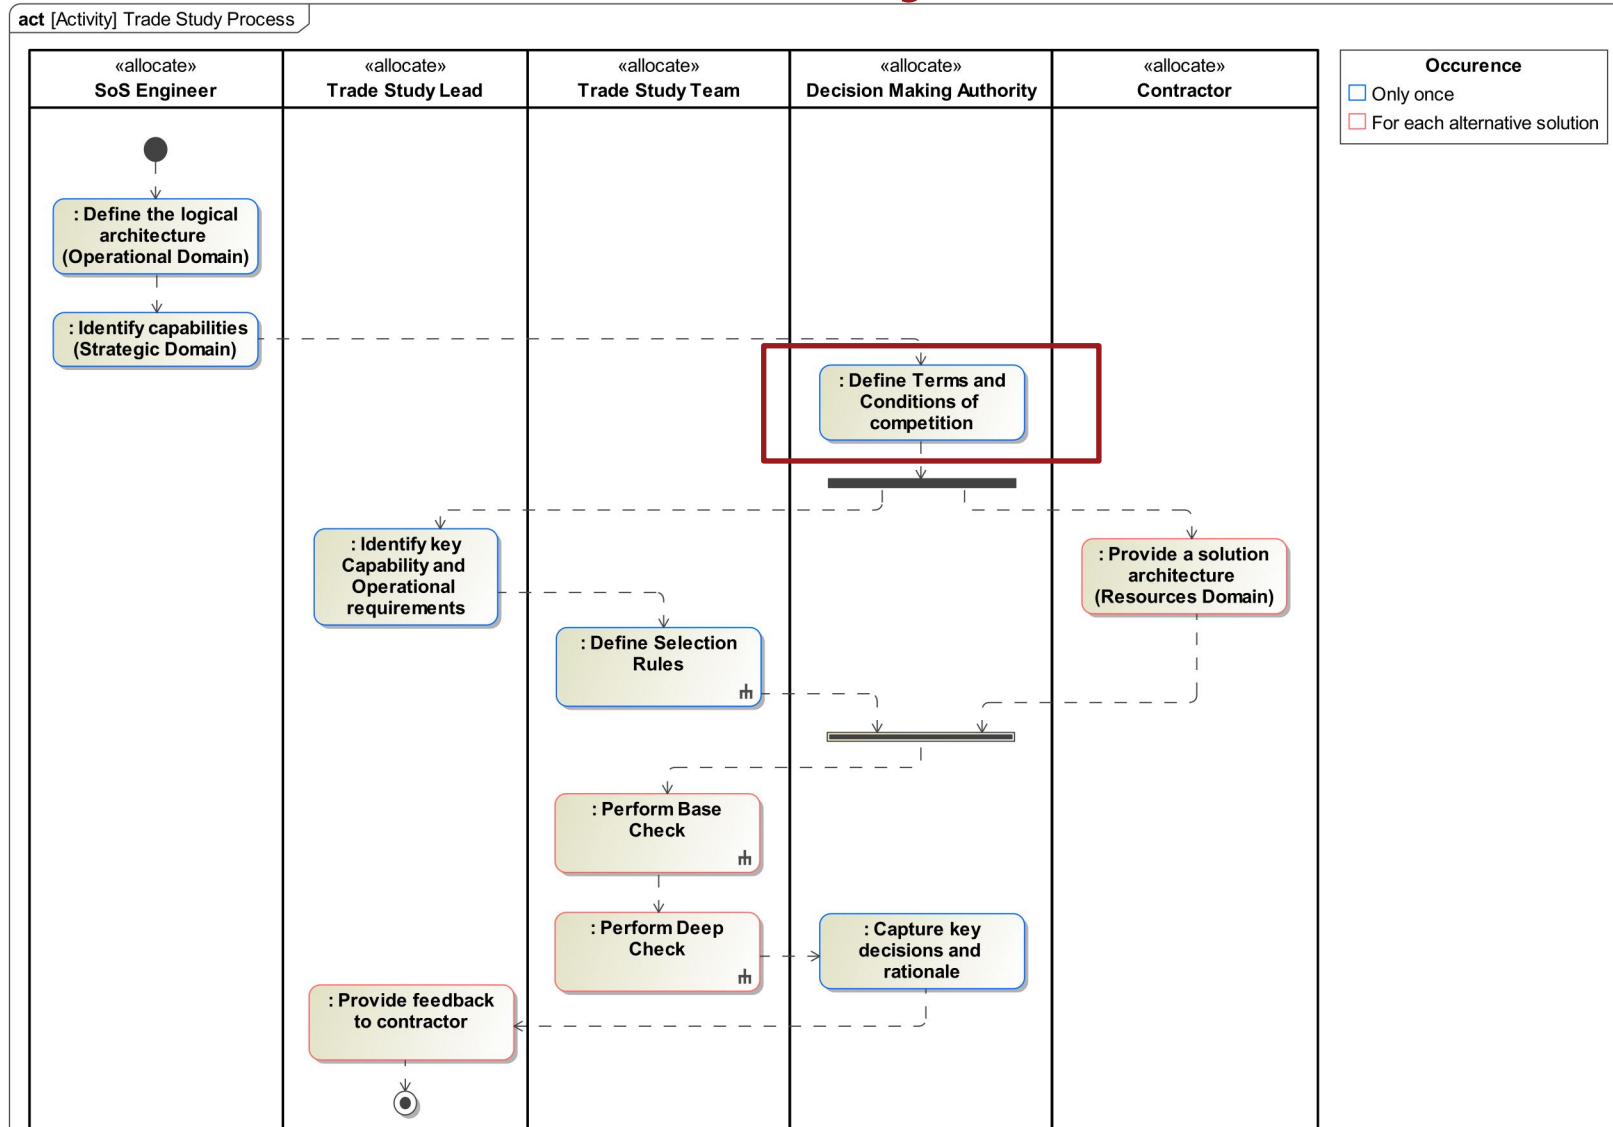 act [Activity] Trade Study Process
«allocate»
SoS Engineer
«allocate»
Trade Study Lead
«allocate»
Trade Study Team
«allocate»
Decision Making Authority
«allocate»
Contractor
Occurence
Only once
For each alternative solution
: Define the logical
architecture
(Operational Domain)
: Identify capabilities
(Strategic Domain)
: Define Terms and
Conditions of
competition
: Identify key
Capability and
Operational
requirements
: Provide a solution
architecture
(Resources Domain)
: Define Selection
Rules
: Perform Base
Check
: Perform Deep
Check
: Capture key
decisions and
rationale
: Provide feedback
to contractor